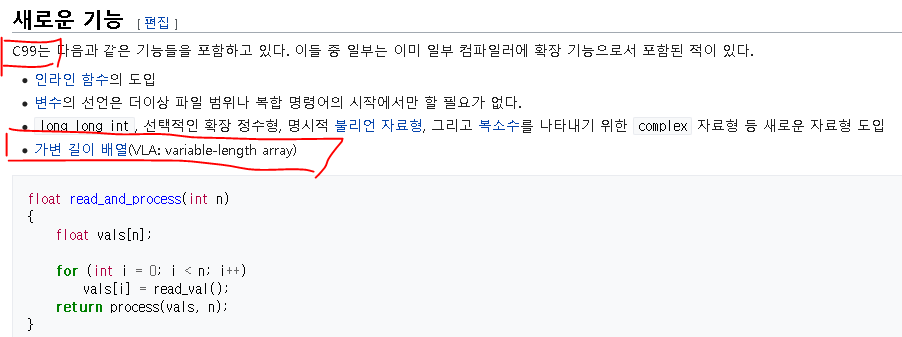 새로운 기능 [ 편집 ]
C99는 다음과 같은 기능들을 포함하고 있다. 이들 중 일부는 이미 일부 컴파일러에 확장 기능으로서 포함된 적이 있다.
• 인라인 함수의 도입
• 변수의 선언은 더이상 파일 범위나 복합 명령어의 시작에서만 할 필요가 없다.
• long long int, 선택적인 확장 정수형, 명시적 불리언 자료형, 그리고 복소수를 나타내기 위한 complex 자료형 등 새로운 자료형 도입
• 가변 길이 배열(VLA: variable-length array)
float read_and_process(int n)
{
    float vals[n];
    for (int i = 0; i < n; i++)
        vals[i] = read_val();
    return process(vals, n);
}